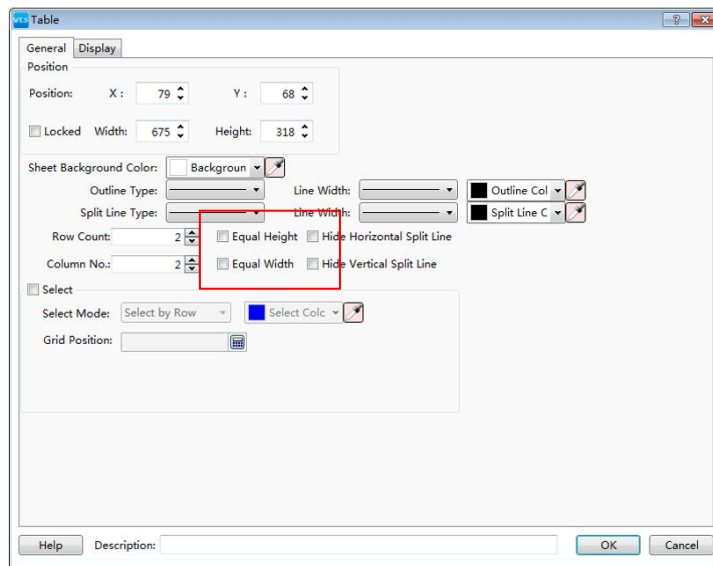 VT.S Table
General Display
Position
Position: X : 79 Y : 68
Locked Width: 675 Height: 318
Sheet Background Color: Backgroun
Outline Type: Line Width: Outline Col
Split Line Type: Line Width: Split Line C
Row Count: 2 Equal Height Hide Horizontal Split Line
Column No.: 2 Equal Width Hide Vertical Split Line
Select
Select Mode: Select by Row Select Colc
Grid Position:
Help Description: OK Cancel